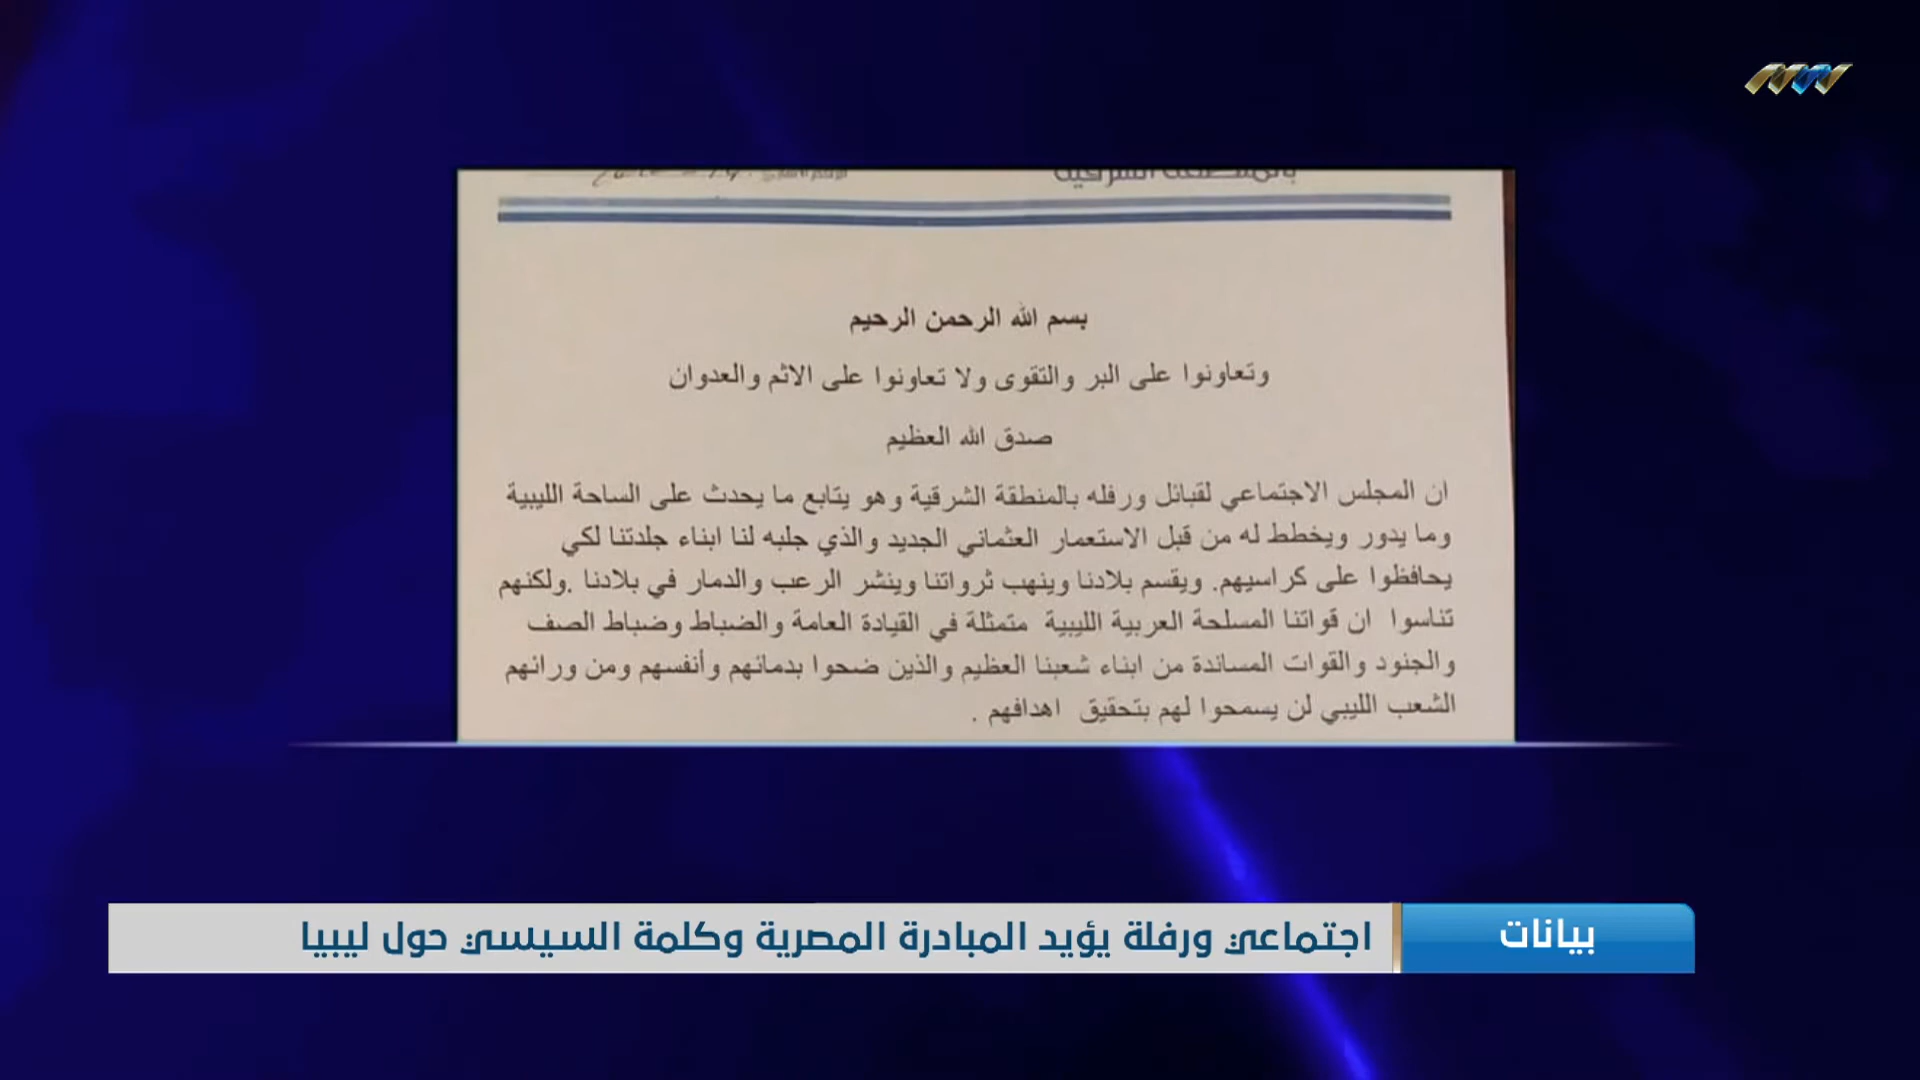 بالمنطقة الشرقية
بسم الله الرحمن الرحيم
وتعاونوا على البر والتقوى ولا تعاونوا على الاثم والعدوان
صدق الله العظيم
ان المجلس الاجتماعي لقبائل ورفله بالمنطقة الشرقية وهو يتابع ما يحدث على الساحة الليبية
وما يدور ويخطط له من قبل الاستعمار العثماني الجديد والذي جلبه لنا ابناء جلدتنا لكي
يحافظوا على كراسيهم. ويقسم بلادنا وينهب ثرواتنا وينشر الرعب والدمار في بلادنا .ولكنهم
تناسوا ان قواتنا المسلحة العربية الليبية متمثلة في القيادة العامة والضباط وضباط الصف
والجنود والقوات المساندة من ابناء شعبنا العظيم والذين ضحوا بدمائهم وأنفسهم ومن ورائهم
الشعب الليبي لن يسمحوا لهم بتحقيق اهدافهم .
بيانات
اجتماعي ورفلة يؤيد المبادرة المصرية وكلمة السيسي حول ليبيا